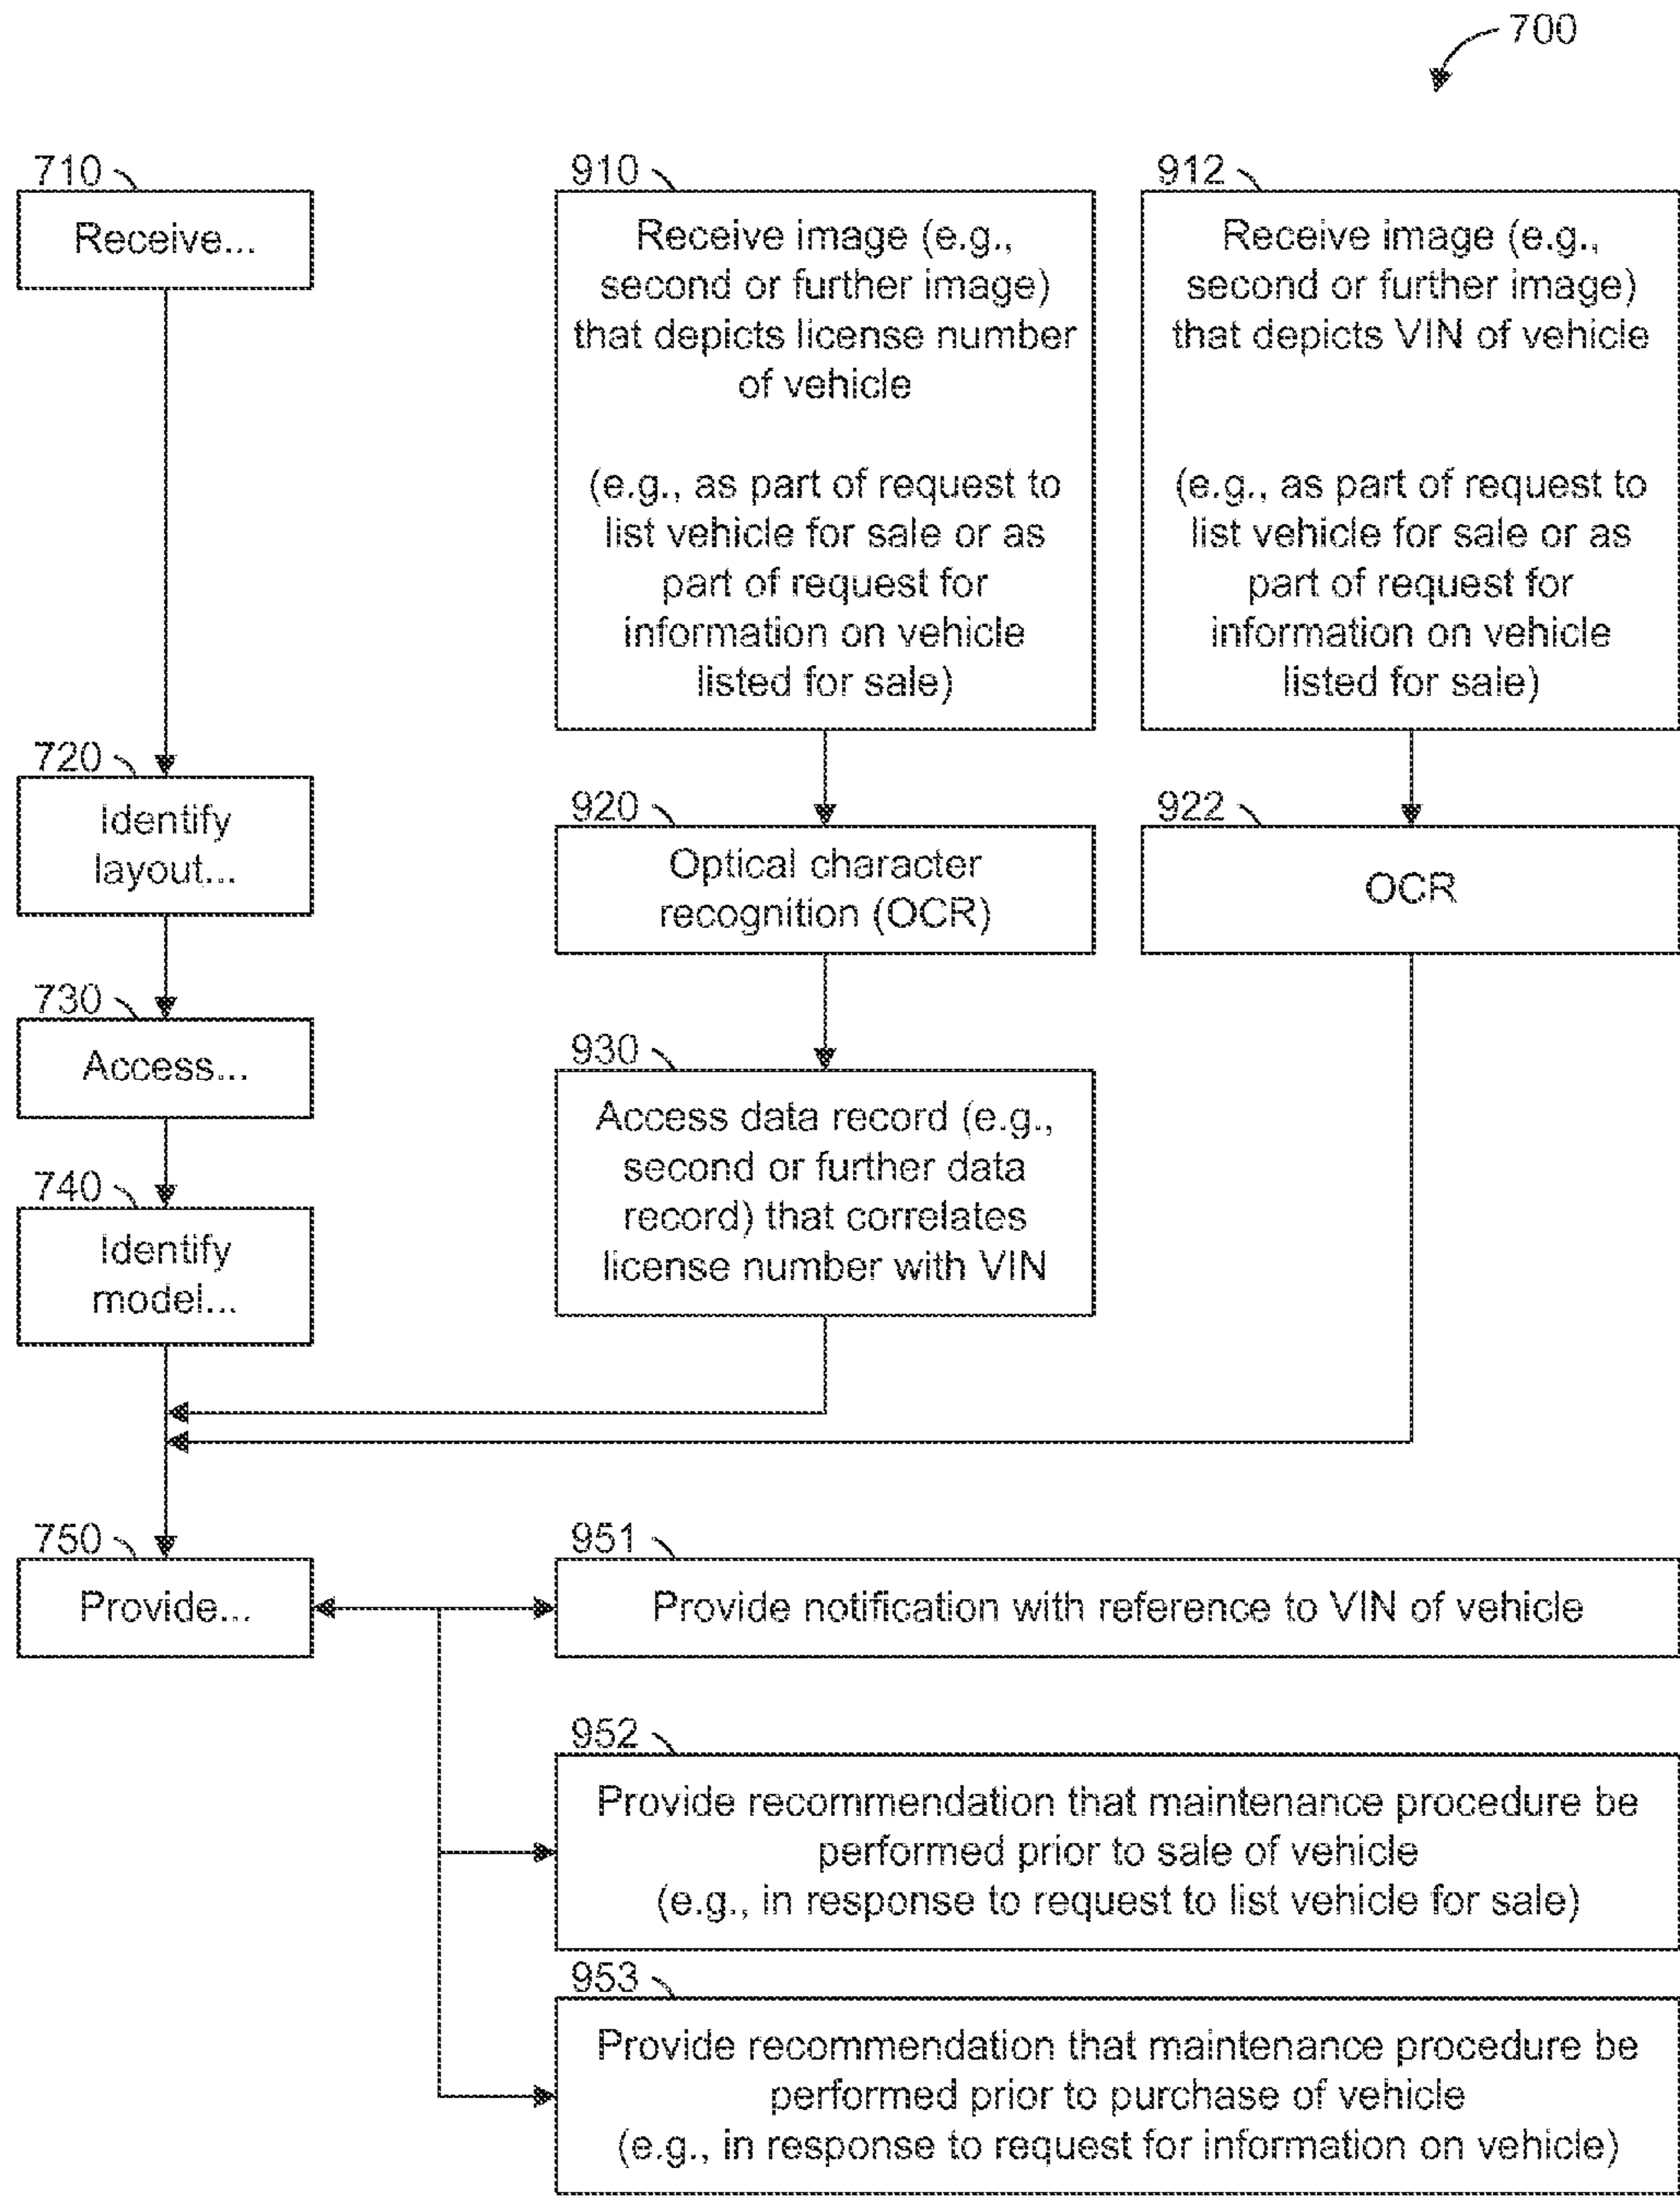 700
710
Receive...
910
Receive image (e.g.,
second or further image)
that depicts license number
of vehicle
(e.g., as part of request to
list vehicle for sale or as
part of request for
information on vehicle
listed for sale)
912
Receive image (e.g.,
second or further image)
that depicts VIN of vehicle
(e.g., as part of request to
list vehicle for sale or as
part of request for
information on vehicle
listed for sale)
720
Identify
layout...
920
Optical character
recognition (OCR)
922
OCR
730
Access...
930
Access data record (e.g.,
second or further data
record) that correlates
license number with VIN
740
Identify
model...
750
Provide...
951
Provide notification with reference to VIN of vehicle
952
Provide recommendation that maintenance procedure be
performed prior to sale of vehicle
(e.g., in response to request to list vehicle for sale)
953
Provide recommendation that maintenance procedure be
performed prior to purchase of vehicle
(e.g., in response to request for information on vehicle)